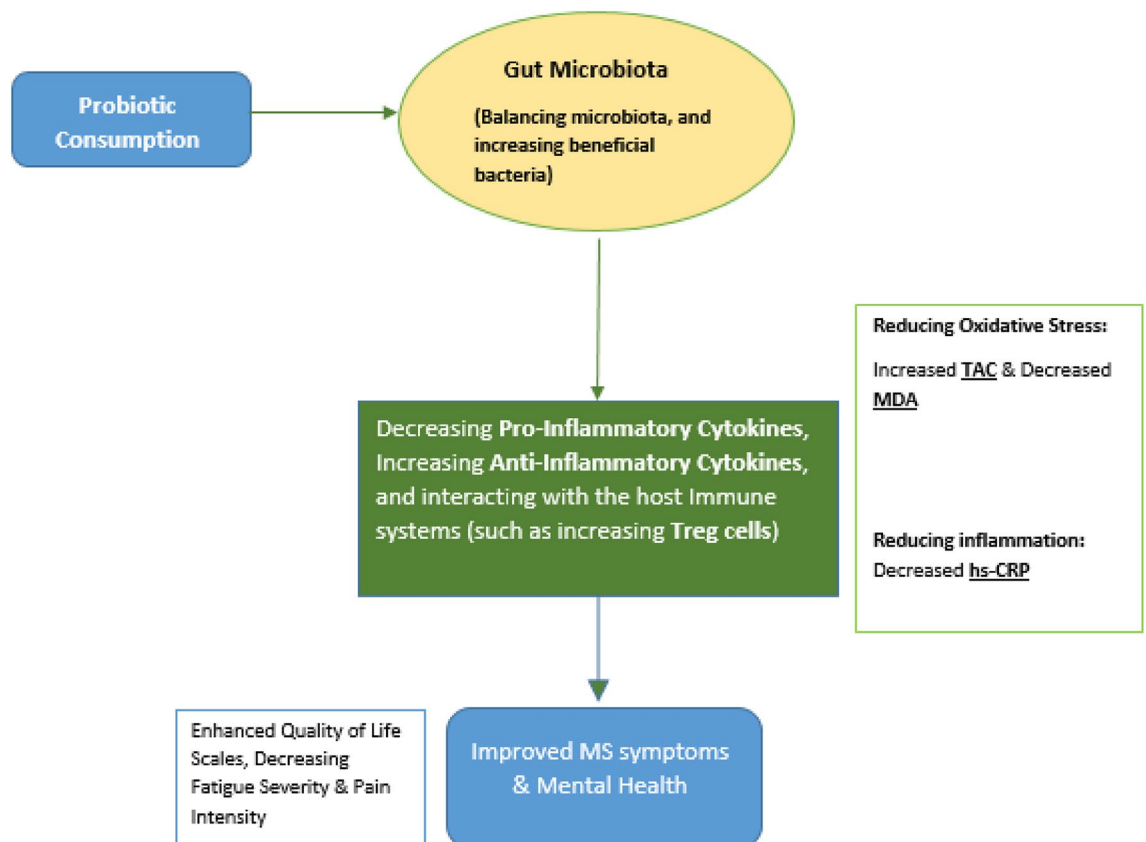 Probiotic
Consumption
Gut Microbiota
(Balancing microbiota, and
increasing beneficial
bacteria)
Reducing Oxidative Stress:
Increased TAC & Decreased
MDA
Decreasing Pro-Inflammatory Cytokines,
Increasing Anti-Inflammatory Cytokines,
and interacting with the host Immune
systems (such as increasing Treg cells)
Reducing inflammation:
Decreased hs-CRP
Enhanced Quality of Life
Scales, Decreasing
Fatigue Severity & Pain
Intensity
Improved MS symptoms
& Mental Health